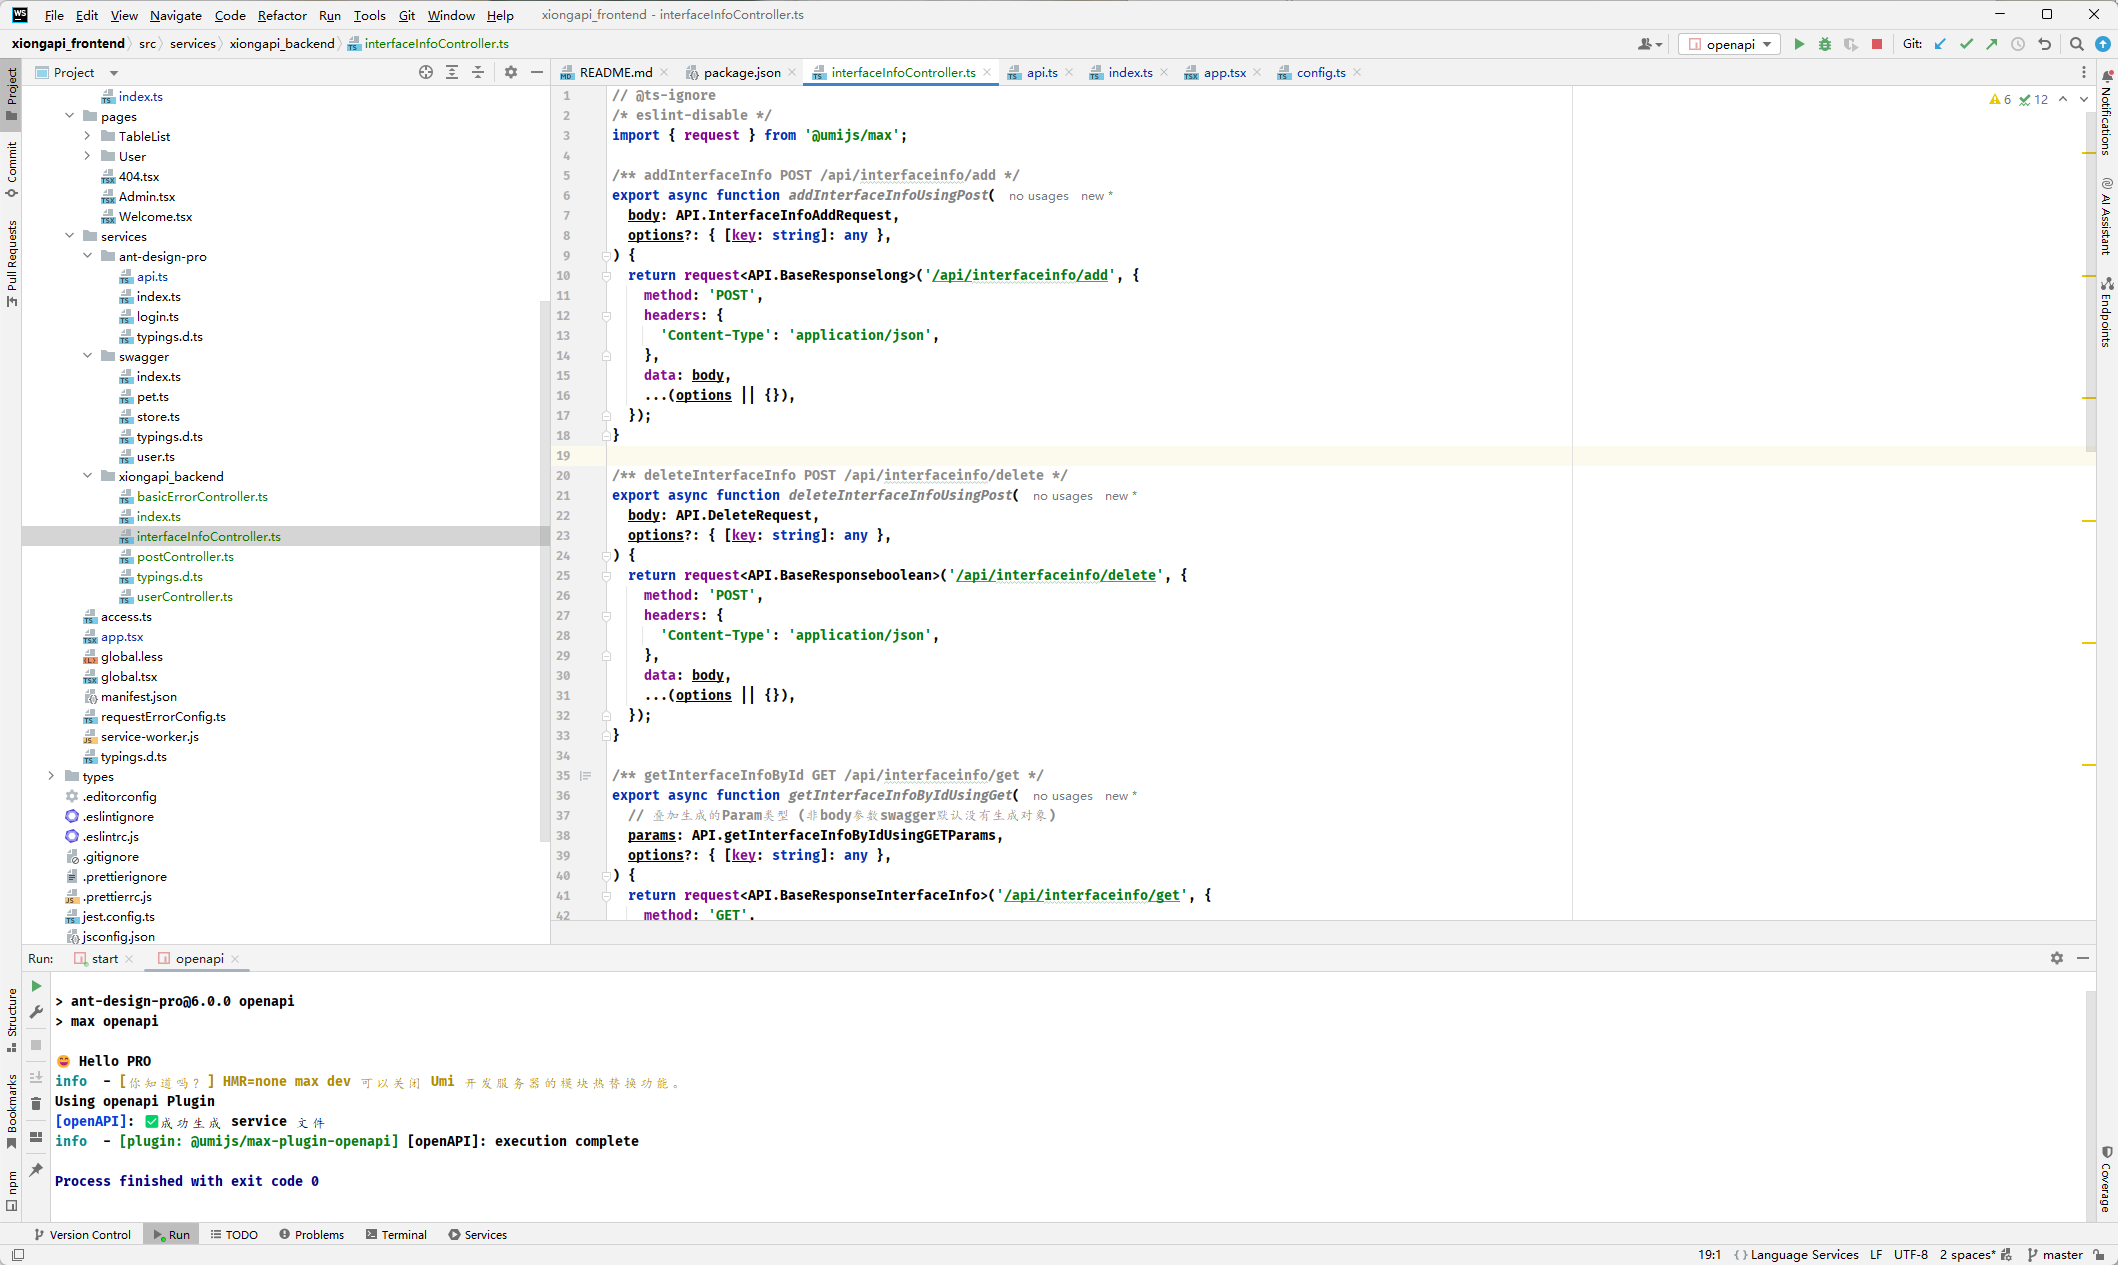 WS File Edit View Navigate Code Refactor Run Tools Git Window Help xiongapi_frontend - interfaceInfoController.ts
xiongapi_frontend src services xiongapi_backend interfaceInfoController.ts openapi Git:
Project README.md package.json interfaceInfoController.ts api.ts index.ts app.tsx config.ts
Project
Commit
Pull Requests
index.ts
pages
TableList
User
404.tsx
Admin.tsx
Welcome.tsx
services
ant-design-pro
api.ts
index.ts
login.ts
typings.d.ts
swagger
index.ts
pet.ts
store.ts
typings.d.ts
user.ts
xiongapi_backend
basicErrorController.ts
index.ts
interfaceInfoController.ts
postController.ts
typings.d.ts
userController.ts
access.ts
app.tsx
global.less
global.tsx
manifest.json
requestErrorConfig.ts
service-worker.js
typings.d.ts
types
.editorconfig
.eslintignore
.eslintrc.js
.gitignore
.prettierignore
.prettierrc.js
jest.config.ts
jsconfig.json
6 12
1 // @ts-ignore
2 /* eslint-disable */
3 import { request } from '@umijs/max';
4
5 /** addInterfaceInfo POST /api/interfaceinfo/add */
6 export async function addInterfaceInfoUsingPost( no usages new *
7 body: API.InterfaceInfoAddRequest,
8 options?: { [key: string]: any },
9 ) {
10 return request<API.BaseResponselong>('/api/interfaceinfo/add', {
11 method: 'POST',
12 headers: {
13 'Content-Type': 'application/json',
14 },
15 data: body,
16 ...(options || {}),
17 });
18 }
19
20 /** deleteInterfaceInfo POST /api/interfaceinfo/delete */
21 export async function deleteInterfaceInfoUsingPost( no usages new *
22 body: API.DeleteRequest,
23 options?: { [key: string]: any },
24 ) {
25 return request<API.BaseResponseboolean>('/api/interfaceinfo/delete', {
26 method: 'POST',
27 headers: {
28 'Content-Type': 'application/json',
29 },
30 data: body,
31 ...(options || {}),
32 });
33 }
34
35 /** getInterfaceInfoById GET /api/interfaceinfo/get */
36 export async function getInterfaceInfoByIdUsingGet( no usages new *
37 // 叠加生成的Param类型 (非body参数swagger默认没有生成对象)
38 params: API.getInterfaceInfoByIdUsingGETParams,
39 options?: { [key: string]: any },
40 ) {
41 return request<API.BaseResponseInterfaceInfo>('/api/interfaceinfo/get', {
42 method: 'GET',
Notifications
AI Assistant
Endpoints
Coverage
Run: start openapi
Structure
Bookmarks
npm
> ant-design-pro@6.0.0 openapi
> max openapi
😄 Hello PRO
info - [你知道吗？] HMR=none max dev 可以关闭 Umi 开发服务器的模块热替换功能。
Using openapi Plugin
[openAPI]: ✅成功生成 service 文件
info - [plugin: @umijs/max-plugin-openapi] [openAPI]: execution complete
Process finished with exit code 0
Version Control Run TODO Problems Terminal Services
19:1 {} Language Services LF UTF-8 2 spaces* master